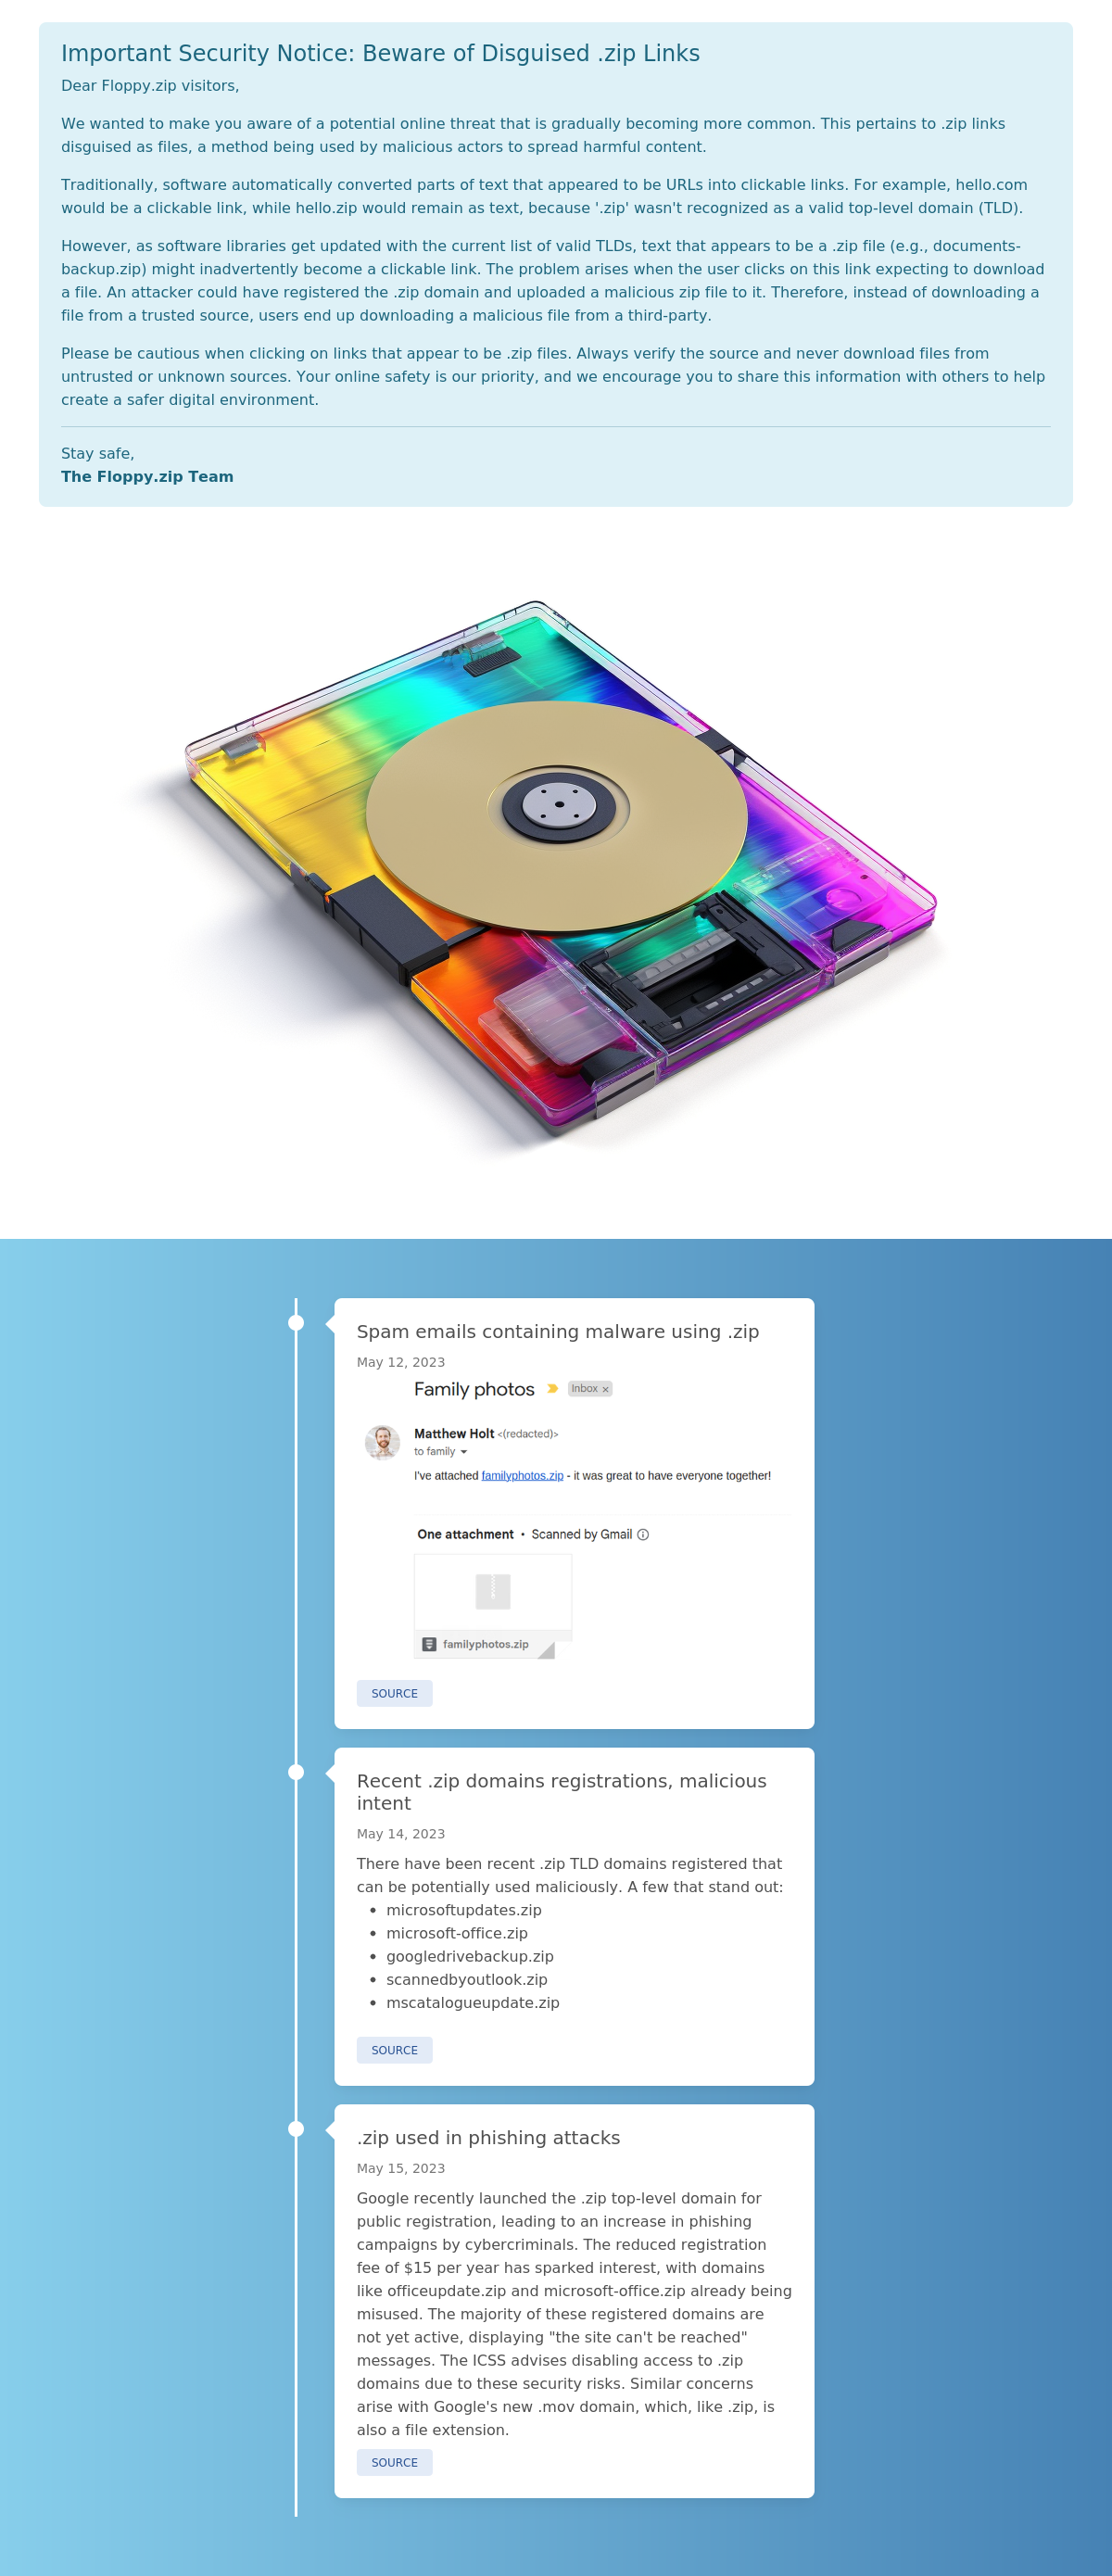 Important Security Notice: Beware of Disguised .zip Links
Dear Floppy.zip visitors,
We wanted to make you aware of a potential online threat that is gradually becoming more common. This pertains to .zip links
disguised as files, a method being used by malicious actors to spread harmful content.
Traditionally, software automatically converted parts of text that appeared to be URLs into clickable links. For example, hello.com
would be a clickable link, while hello.zip would remain as text, because '.zip' wasn't recognized as a valid top-level domain (TLD).
However, as software libraries get updated with the current list of valid TLDs, text that appears to be a .zip file (e.g., documents-
backup.zip) might inadvertently become a clickable link. The problem arises when the user clicks on this link expecting to download
a file. An attacker could have registered the .zip domain and uploaded a malicious zip file to it. Therefore, instead of downloading a
file from a trusted source, users end up downloading a malicious file from a third-party.
Please be cautious when clicking on links that appear to be .zip files. Always verify the source and never download files from
untrusted or unknown sources. Your online safety is our priority, and we encourage you to share this information with others to help
create a safer digital environment.
Stay safe,
The Floppy.zip Team
Spam emails containing malware using .zip
May 12, 2023
Family photos Inbox x
Matthew Holt <(redacted)>
to family
I've attached familyphotos.zip - it was great to have everyone together!
One attachment • Scanned by Gmail
familyphotos.zip
SOURCE
Recent .zip domains registrations, malicious
intent
May 14, 2023
There have been recent .zip TLD domains registered that
can be potentially used maliciously. A few that stand out:
• microsoftupdates.zip
• microsoft-office.zip
• googledrivebackup.zip
• scannedbyoutlook.zip
• mscatalogueupdate.zip
SOURCE
.zip used in phishing attacks
May 15, 2023
Google recently launched the .zip top-level domain for
public registration, leading to an increase in phishing
campaigns by cybercriminals. The reduced registration
fee of $15 per year has sparked interest, with domains
like officeupdate.zip and microsoft-office.zip already being
misused. The majority of these registered domains are
not yet active, displaying "the site can't be reached"
messages. The ICSS advises disabling access to .zip
domains due to these security risks. Similar concerns
arise with Google's new .mov domain, which, like .zip, is
also a file extension.
SOURCE